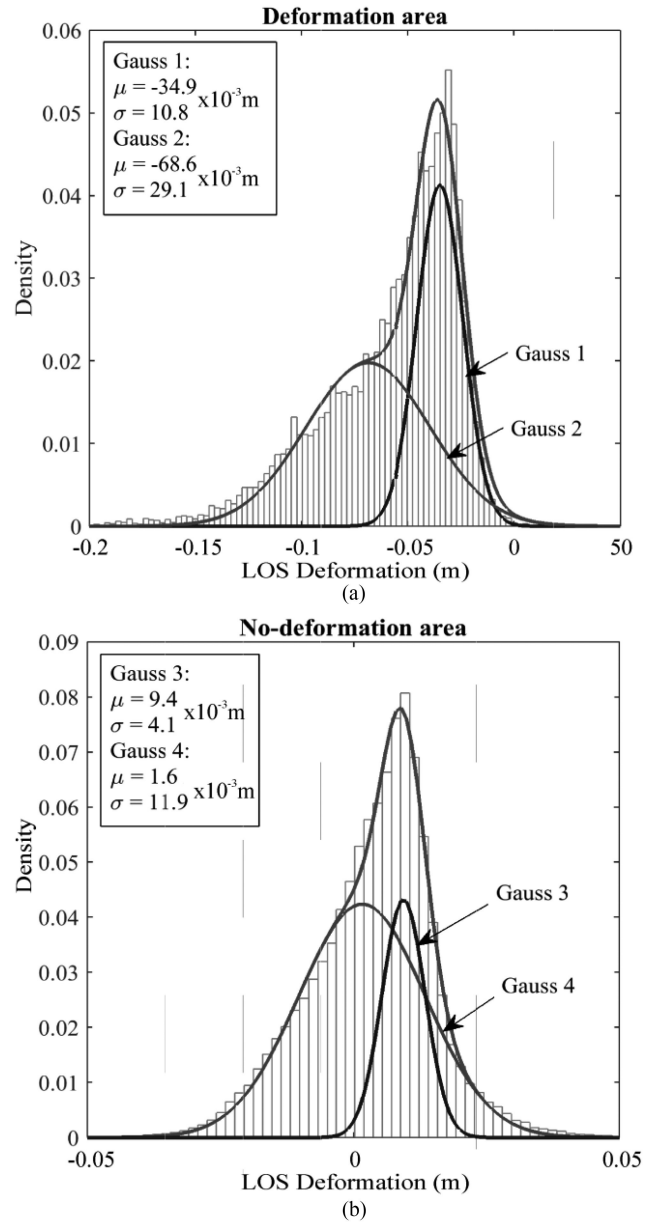 Deformation area
0.06
Gauss 1:
μ = -34.9
x10⁻³m
σ = 10.8
Gauss 2:
μ = -68.6
x10⁻³m
σ = 29.1
0.05
0.04
0.03
0.02
0.01
0
Density
Gauss 1
Gauss 2
-0.2 -0.15 -0.1 -0.05 0 50
LOS Deformation (m)
(a)
No-deformation area
0.09
Gauss 3:
μ = 9.4
x10⁻³m
σ = 4.1
Gauss 4:
μ = 1.6
x10⁻³m
σ = 11.9
0.08
0.07
0.06
0.05
0.04
0.03
0.02
0.01
0
Density
Gauss 3
Gauss 4
-0.05 0 0.05
LOS Deformation (m)
(b)